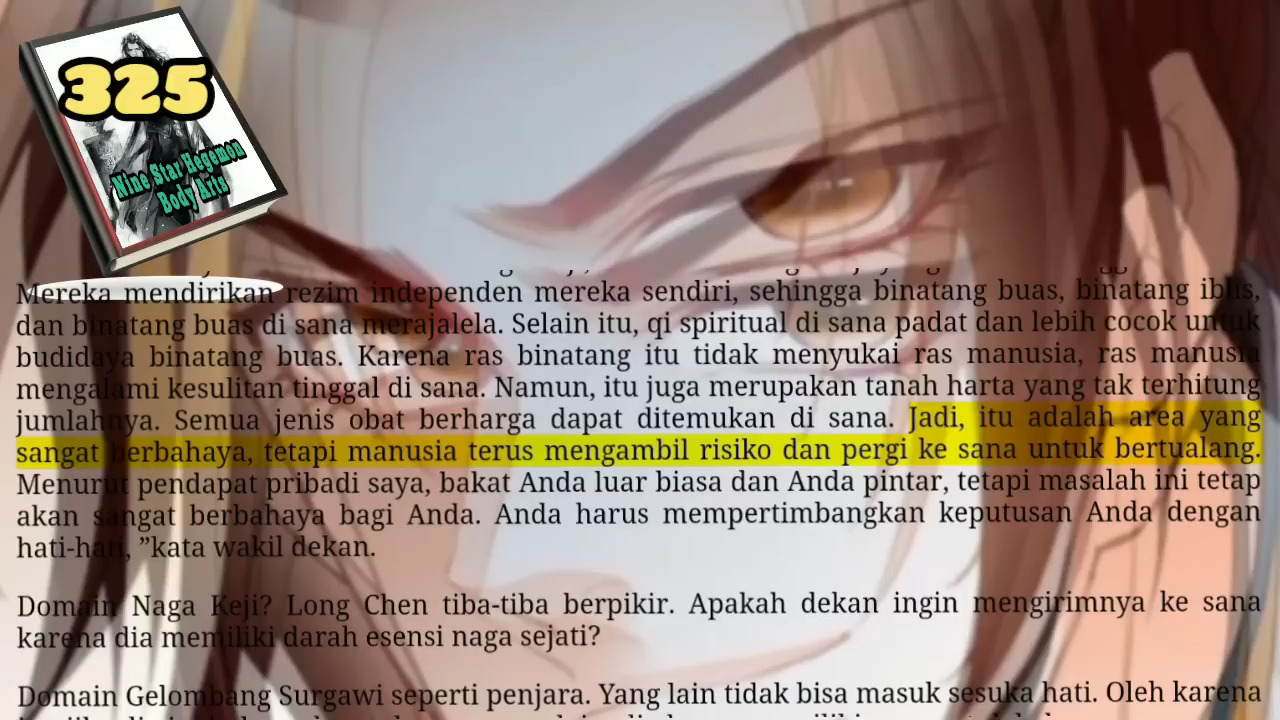 325
Nine Star Hegemon
Body Arts
Mereka mendirikan rezim independen mereka sendiri, sehingga binatang buas, binatang iblis,
dan binatang buas di sana merajalela. Selain itu, qi spiritual di sana padat dan lebih cocok untuk
budidaya binatang buas. Karena ras binatang itu tidak menyukai ras manusia, ras manusia
mengalami kesulitan tinggal di sana. Namun, itu juga merupakan tanah harta yang tak terhitung
jumlahnya. Semua jenis obat berharga dapat ditemukan di sana. Jadi, itu adalah area yang
sangat berbahaya, tetapi manusia terus mengambil risiko dan pergi ke sana untuk bertualang.
Menurut pendapat pribadi saya, bakat Anda luar biasa dan Anda pintar, tetapi masalah ini tetap
akan sangat berbahaya bagi Anda. Anda harus mempertimbangkan keputusan Anda dengan
hati-hati, ”kata wakil dekan.
Domain Naga Keji? Long Chen tiba-tiba berpikir. Apakah dekan ingin mengirimnya ke sana
karena dia memiliki darah esensi naga sejati?
Domain Gelombang Surgawi seperti penjara. Yang lain tidak bisa masuk sesuka hati. Oleh karena